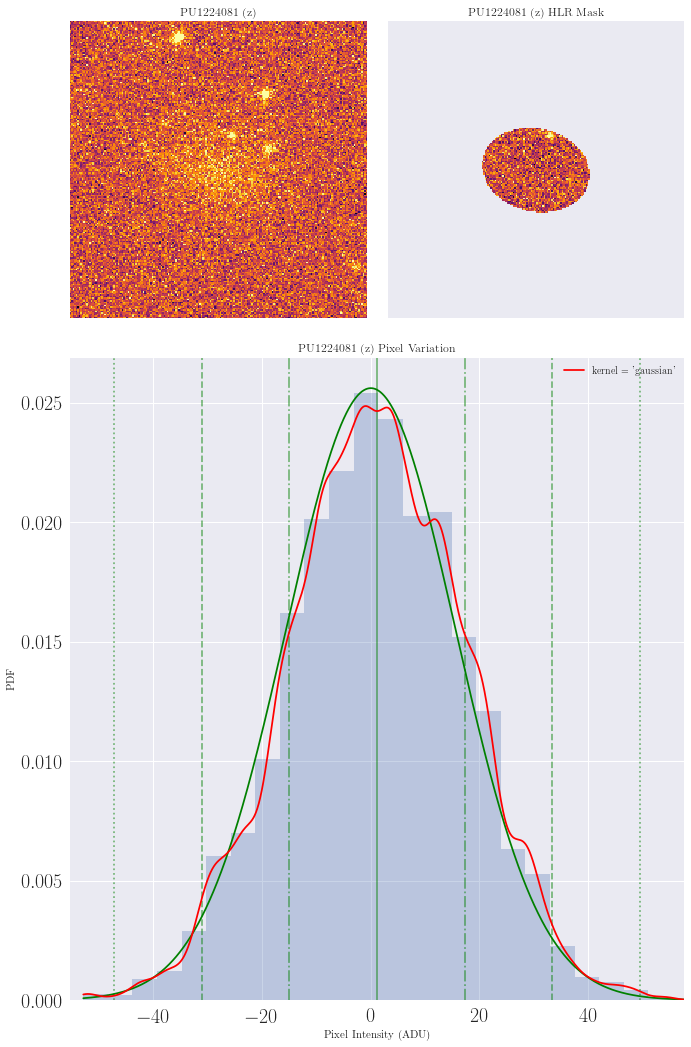 PU1224081 (z)
PU1224081 (z) HLR Mask
PU1224081 (z) Pixel Variation
kernel = 'gaussian'
0.025
0.020
0.015
0.010
0.005
0.000
PDF
−40
−20
0
20
40
Pixel Intensity (ADU)